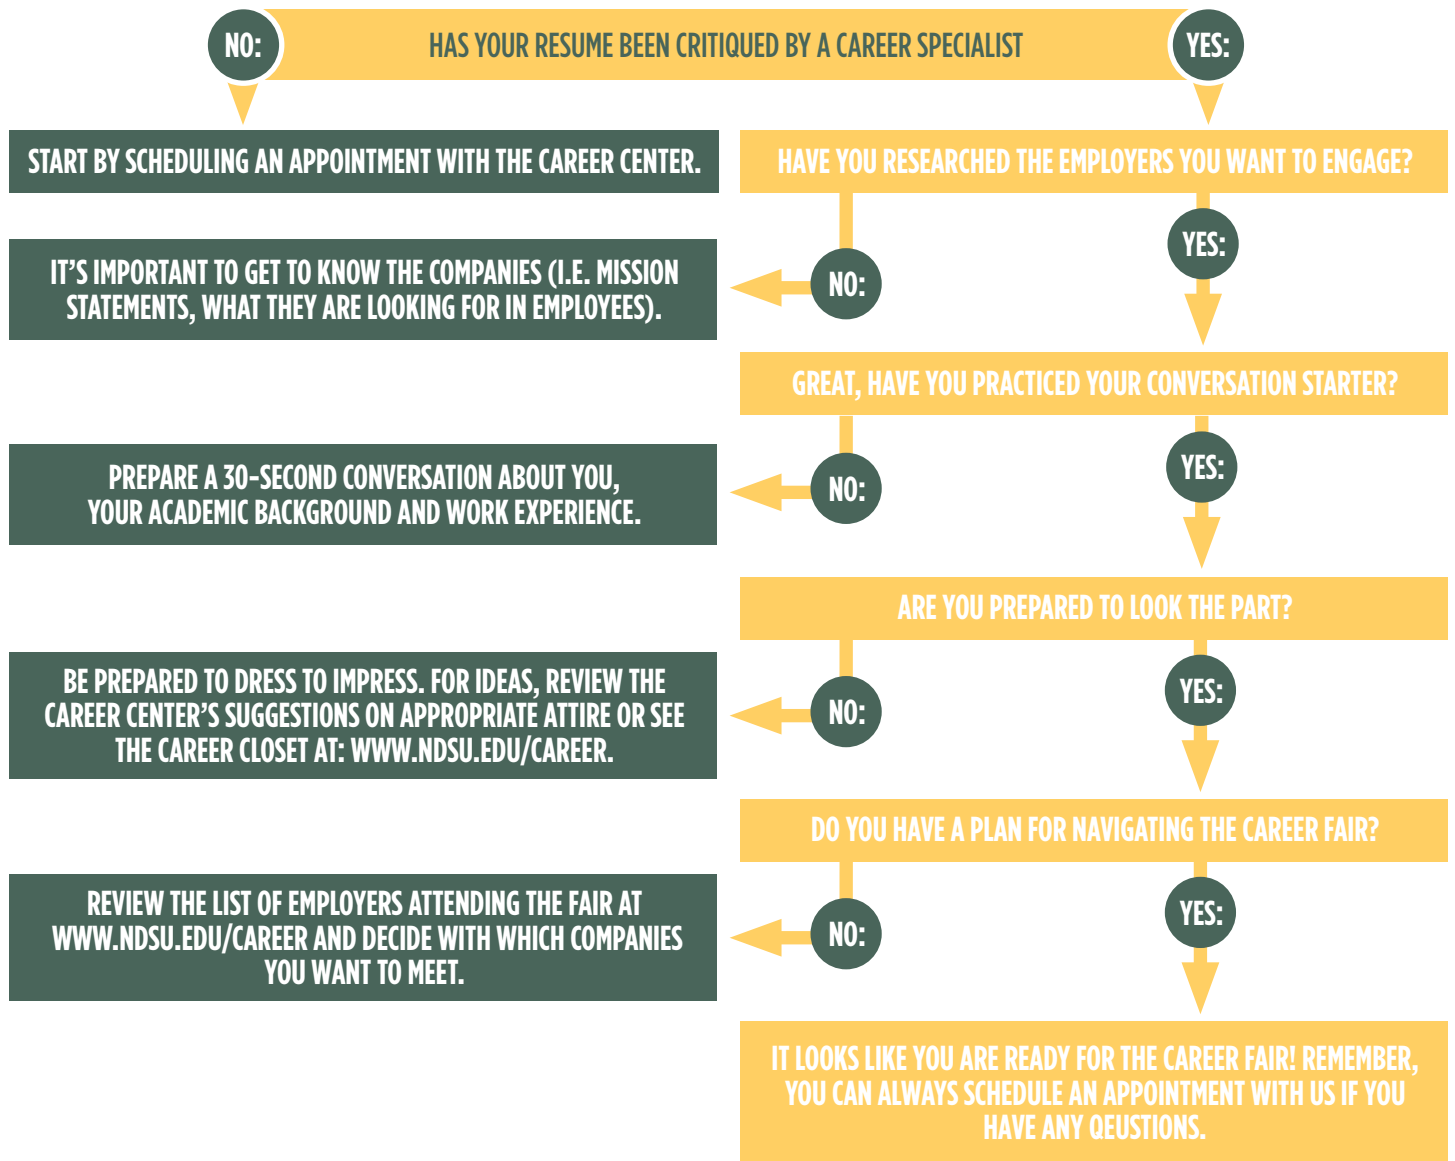 NO:
HAS YOUR RESUME BEEN CRITIQUED BY A CAREER SPECIALIST
YES:
START BY SCHEDULING AN APPOINTMENT WITH THE CAREER CENTER.
HAVE YOU RESEARCHED THE EMPLOYERS YOU WANT TO ENGAGE?
YES:
NO:
IT'S IMPORTANT TO GET TO KNOW THE COMPANIES (I.E. MISSION
STATEMENTS, WHAT THEY ARE LOOKING FOR IN EMPLOYEES).
GREAT, HAVE YOU PRACTICED YOUR CONVERSATION STARTER?
YES:
NO:
PREPARE A 30-SECOND CONVERSATION ABOUT YOU,
YOUR ACADEMIC BACKGROUND AND WORK EXPERIENCE.
ARE YOU PREPARED TO LOOK THE PART?
YES:
NO:
BE PREPARED TO DRESS TO IMPRESS. FOR IDEAS, REVIEW THE
CAREER CENTER'S SUGGESTIONS ON APPROPRIATE ATTIRE OR SEE
THE CAREER CLOSET AT: WWW.NDSU.EDU/CAREER.
DO YOU HAVE A PLAN FOR NAVIGATING THE CAREER FAIR?
YES:
NO:
REVIEW THE LIST OF EMPLOYERS ATTENDING THE FAIR AT
WWW.NDSU.EDU/CAREER AND DECIDE WITH WHICH COMPANIES
YOU WANT TO MEET.
IT LOOKS LIKE YOU ARE READY FOR THE CAREER FAIR! REMEMBER,
YOU CAN ALWAYS SCHEDULE AN APPOINTMENT WITH US IF YOU
HAVE ANY QEUSTIONS.